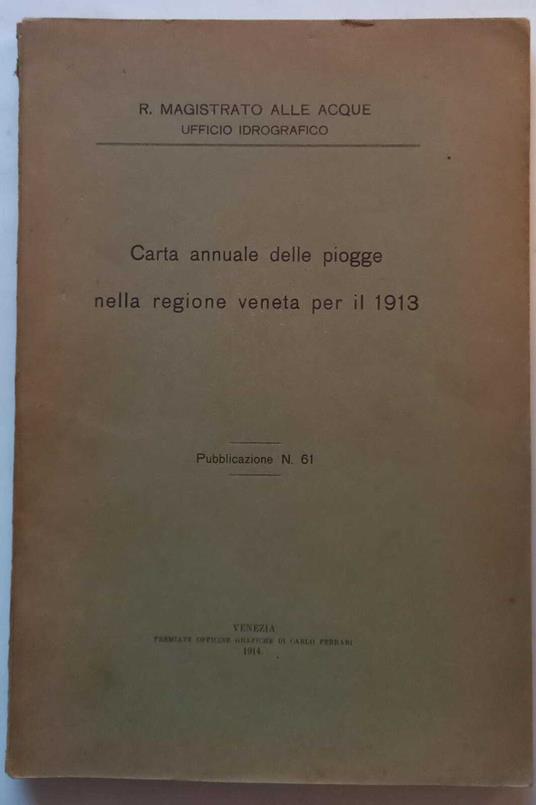 R. MAGISTRATO ALLE ACQUE
UFFICIO IDROGRAFICO
Carta annuale delle piogge
nella regione veneta per il 1913
Pubblicazione N. 61
VENEZIA
PREMIATE OFFICINE GRAFICHE DI CARLO FERRARI
1914